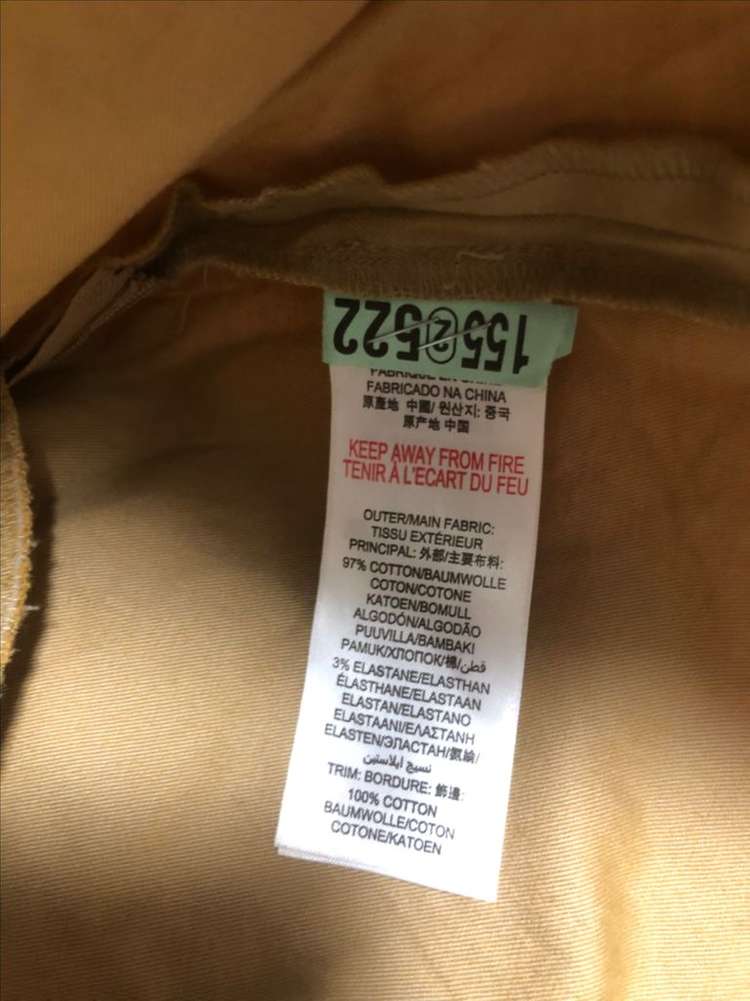 155②522
FABRICADO NA CHINA
原產地 中國/ 원산지: 중국
原产地 中国
KEEP AWAY FROM FIRE
TENIR À L'ECART DU FEU
OUTER/MAIN FABRIC:
TISSU EXTÉRIEUR
PRINCIPAL: 外部/主要布料:
97% COTTON/BAUMWOLLE
COTON/COTONE
KATOEN/BOMULL
ALGODÓN/ALGODÃO
PUUVILLA/BAMBAKI
PAMUK/ХЛОПОК/棉/قطن
3% ELASTANE/ELASTHAN
ÉLASTHANE/ELASTAAN
ELASTAN/ELASTANO
ELASTAANI/ΕΛΑΣΤΑΝΗ
ELASTEN/ЭЛАСТАН/氨綸/
نسيج ايلاستين
TRIM: BORDURE: 飾邊:
100% COTTON
BAUMWOLLE/COTON
COTONE/KATOEN